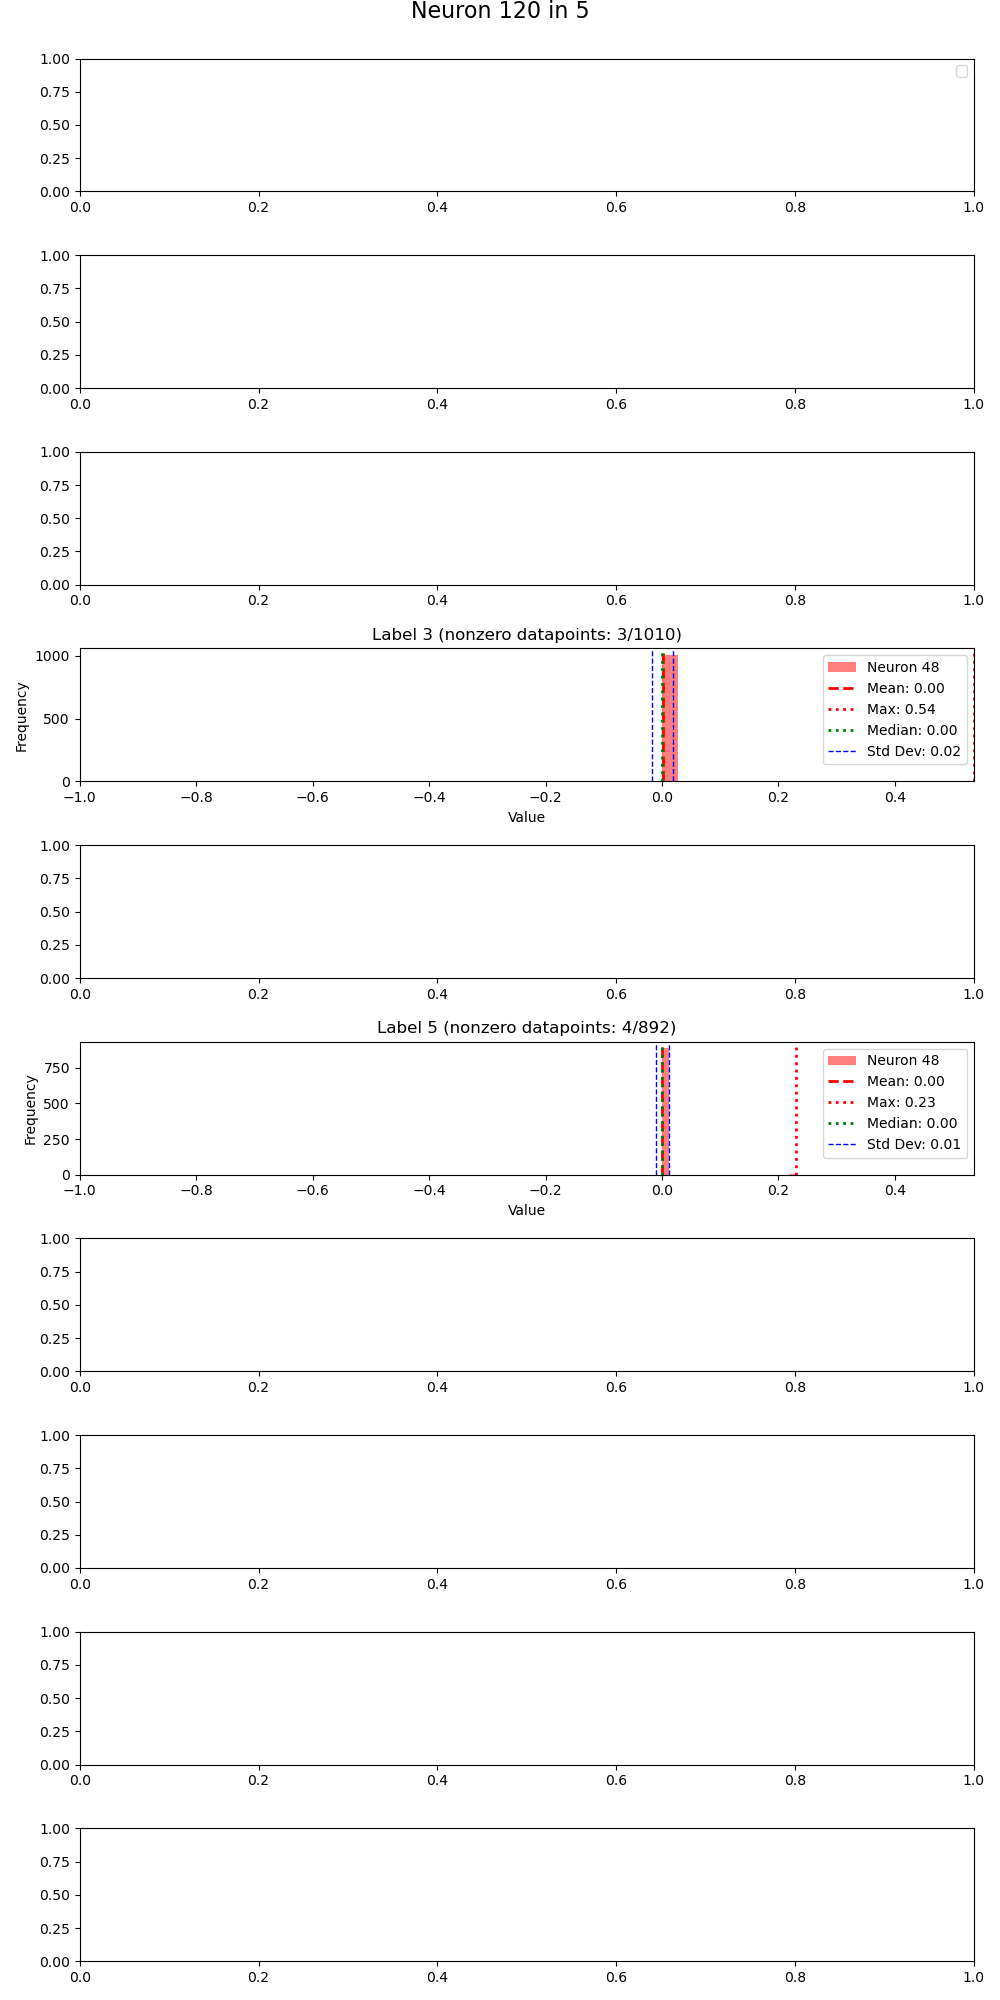 Neuron 120 in 5
1.00
0.75
0.50
0.25
0.00
0.0 0.2 0.4 0.6 0.8 1.0
1.00
0.75
0.50
0.25
0.00
0.0 0.2 0.4 0.6 0.8 1.0
1.00
0.75
0.50
0.25
0.00
0.0 0.2 0.4 0.6 0.8 1.0
Label 3 (nonzero datapoints: 3/1010)
Frequency
1000
500
0
Neuron 48
Mean: 0.00
Max: 0.54
Median: 0.00
Std Dev: 0.02
−1.0 −0.8 −0.6 −0.4 −0.2 0.0 0.2 0.4
Value
1.00
0.75
0.50
0.25
0.00
0.0 0.2 0.4 0.6 0.8 1.0
Label 5 (nonzero datapoints: 4/892)
Frequency
750
500
250
0
Neuron 48
Mean: 0.00
Max: 0.23
Median: 0.00
Std Dev: 0.01
−1.0 −0.8 −0.6 −0.4 −0.2 0.0 0.2 0.4
Value
1.00
0.75
0.50
0.25
0.00
0.0 0.2 0.4 0.6 0.8 1.0
1.00
0.75
0.50
0.25
0.00
0.0 0.2 0.4 0.6 0.8 1.0
1.00
0.75
0.50
0.25
0.00
0.0 0.2 0.4 0.6 0.8 1.0
1.00
0.75
0.50
0.25
0.00
0.0 0.2 0.4 0.6 0.8 1.0